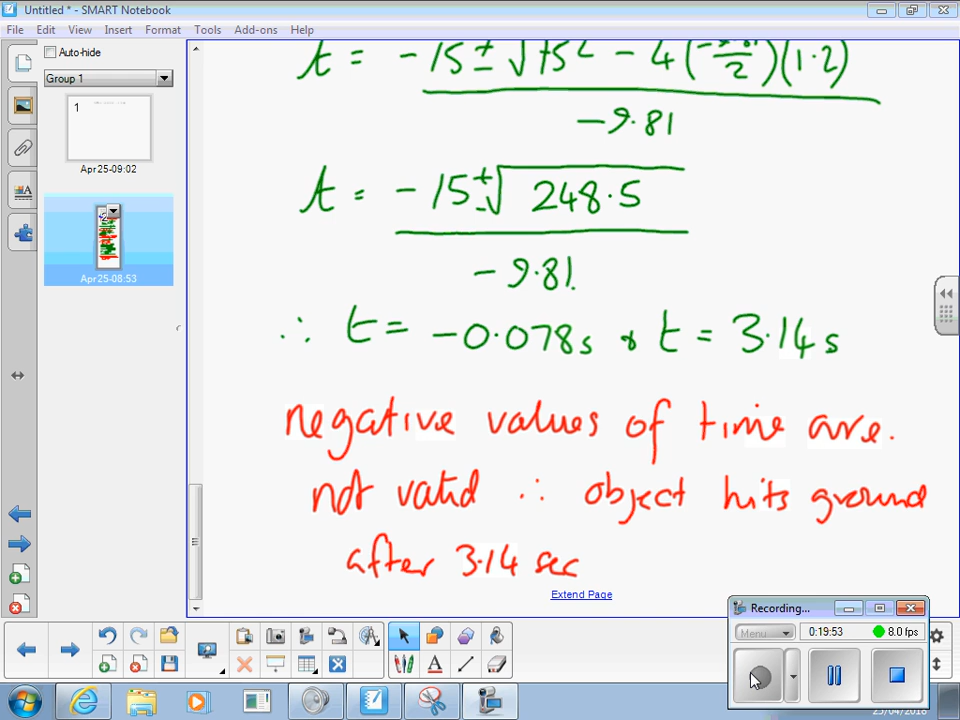 Untitled * - SMART Notebook
File Edit View Insert Format Tools Add-ons Help
Auto-hide
Group 1
1
Apr25-09:02
Apr25-08:53
t = -15 ± √15² - 4(-9.81/2)(1·2)
-9·81
t = -15 ± √248·5
-9·81
∴ t = -0·078s & t = 3·14s
negative values of time are.
not valid ∴ object hits ground
after 3·14 sec
Extend Page
Recording...
Menu
0:19:53
8.0 fps